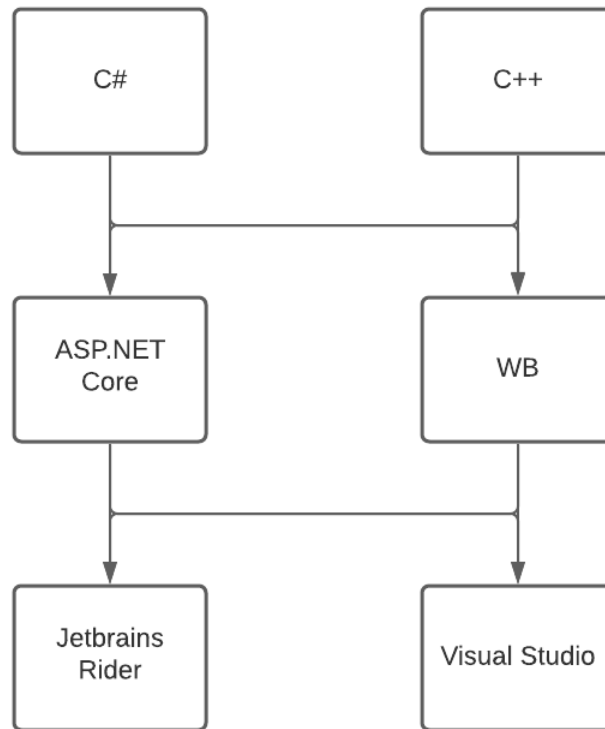 C#
C++
ASP.NET
Core
WB
Jetbrains
Rider
Visual Studio